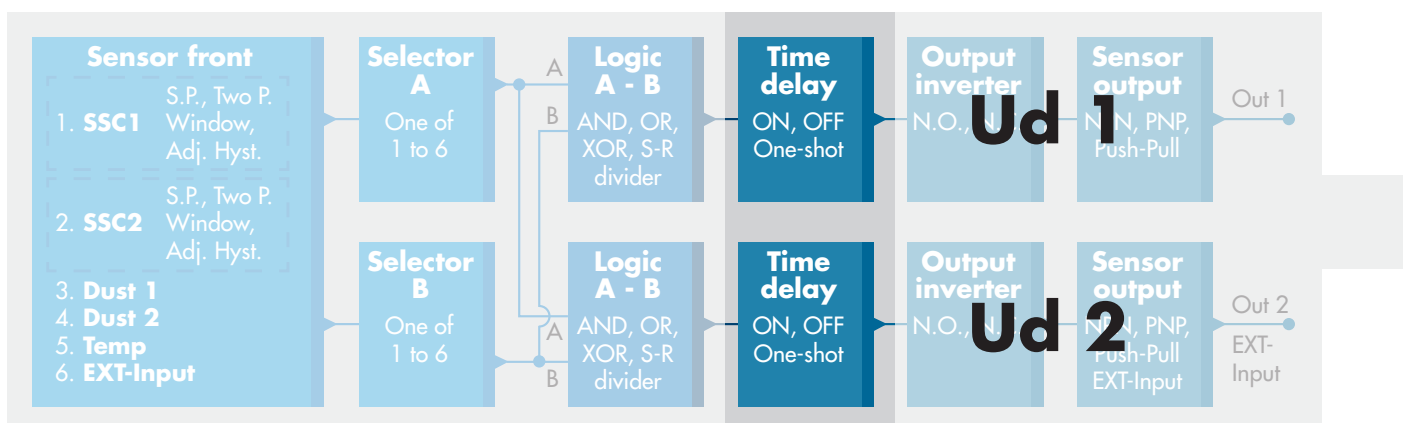 Sensor front
1. SSC1
S.P., Two P.
Window,
Adj. Hyst.
2. SSC2
S.P., Two P.
Window,
Adj. Hyst.
3. Dust 1
4. Dust 2
5. Temp
6. EXT-Input
Selector
A
One of
1 to 6
Selector
B
One of
1 to 6
A
B
A
B
Logic
A - B
AND, OR,
XOR, S-R
divider
Logic
A - B
AND, OR,
XOR, S-R
divider
Time
delay
ON, OFF
One-shot
Time
delay
ON, OFF
One-shot
Output
inverter
N.O.,
Sensor
output
PNP,
Push-Pull
Ud 1
Out 1
Output
inverter
N.O.,
Sensor
output
PNP,
Push-Pull
EXT-Input
Ud 2
Out 2
EXT-
Input